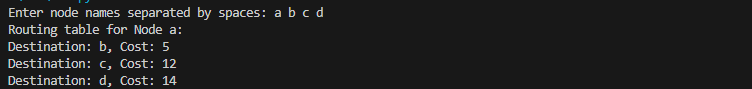 Enter node names separated by spaces: a b c d
Routing table for Node a:
Destination: b, Cost: 5
Destination: c, Cost: 12
Destination: d, Cost: 14